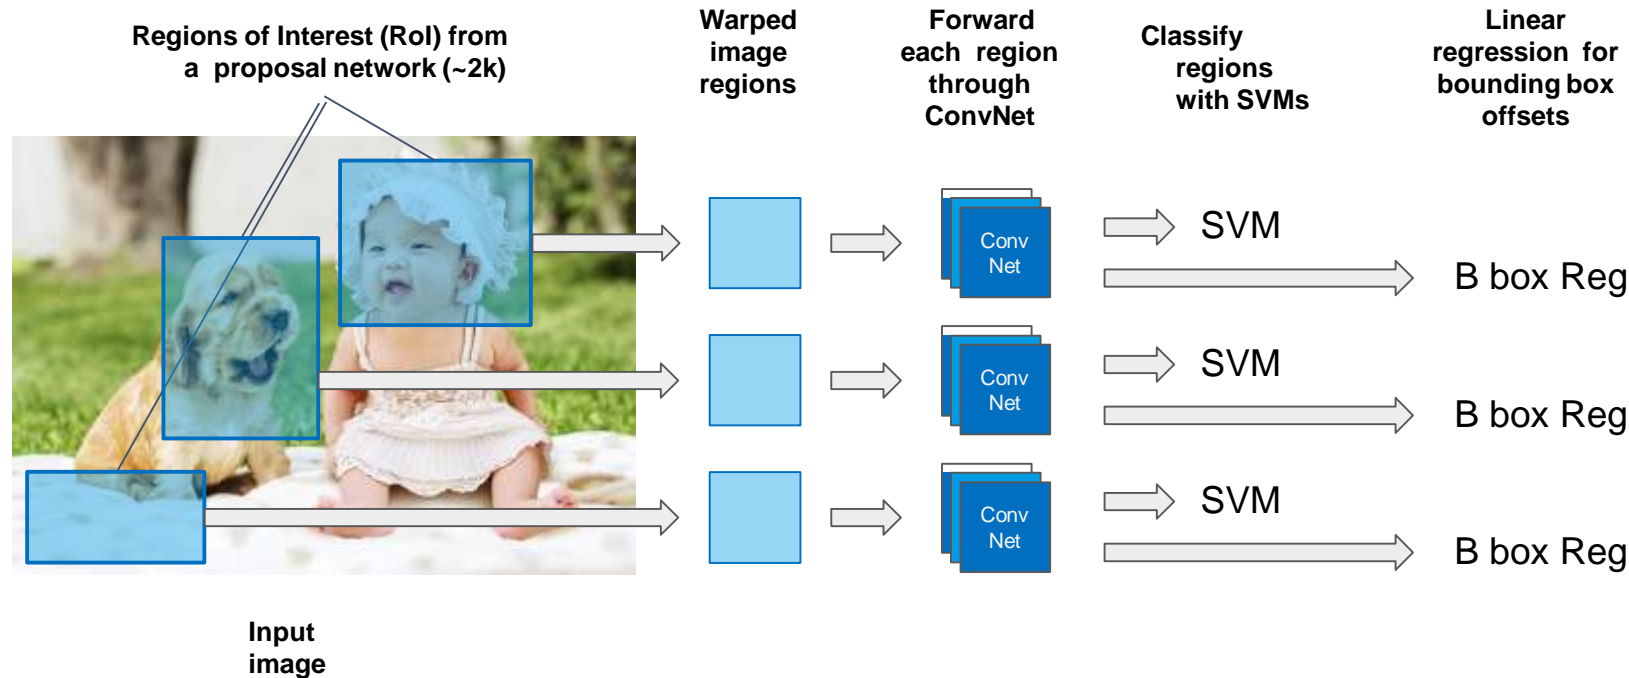 Regions of Interest (RoI) from
a proposal network (~2k)
Warped
image
regions
Forward
each region
through
ConvNet
Classify
regions
with SVMs
Linear
regression for
bounding box
offsets
Conv
Net
SVM
B box Reg
Conv
Net
SVM
B box Reg
Conv
Net
SVM
B box Reg
Input
image